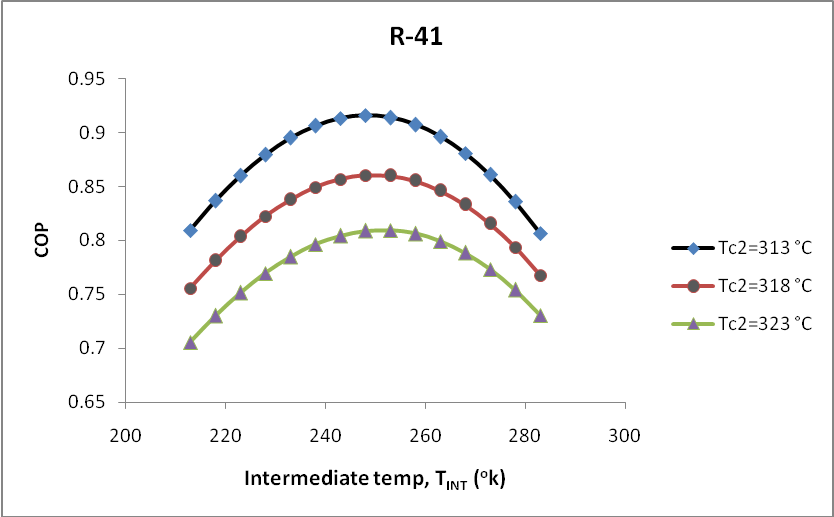 R-41
0.95
0.9
0.85
0.8
0.75
0.7
0.65
COP
200
220
240
260
280
300
Intermediate temp, T_INT (°k)
Tc2=313 °C
Tc2=318 °C
Tc2=323 °C